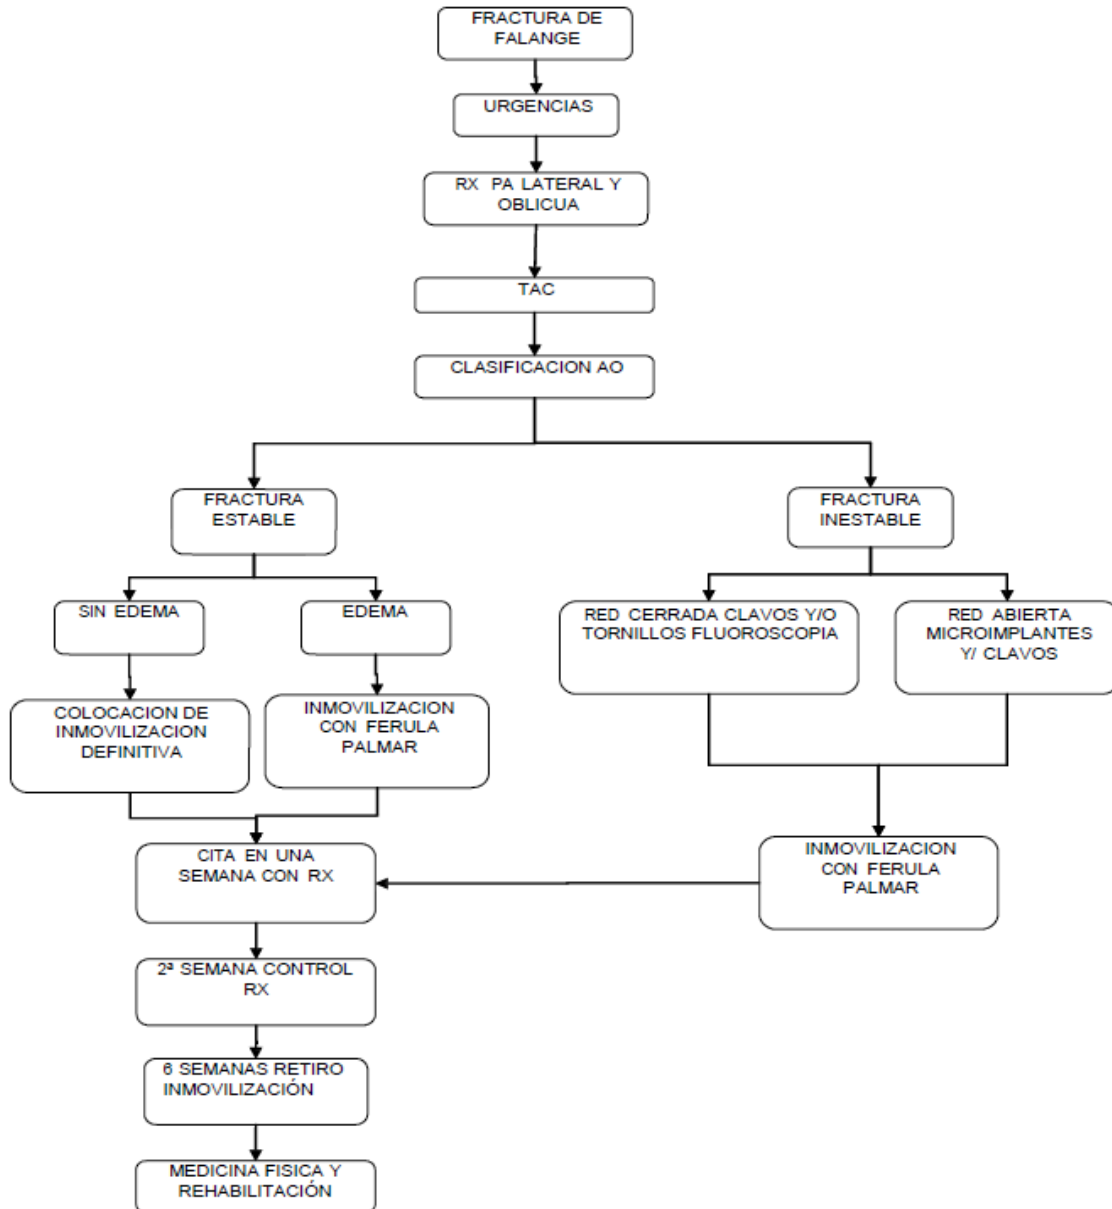 FRACTURA DE
FALANGE
URGENCIAS
RX PA LATERAL Y
OBLICUA
TAC
CLASIFICACION AO
FRACTURA
ESTABLE
FRACTURA
INESTABLE
SIN EDEMA
EDEMA
RED CERRADA CLAVOS Y/O
TORNILLOS FLUOROSCOPIA
RED ABIERTA
MICROIMPLANTES
Y/ CLAVOS
COLOCACION DE
INMOVILIZACION
DEFINITIVA
INMOVILIZACION
CON FERULA
PALMAR
CITA EN UNA
SEMANA CON RX
INMOVILIZACION
CON FERULA
PALMAR
2ª SEMANA CONTROL
RX
6 SEMANAS RETIRO
INMOVILIZACIÓN
MEDICINA FISICA Y
REHABILITACIÓN